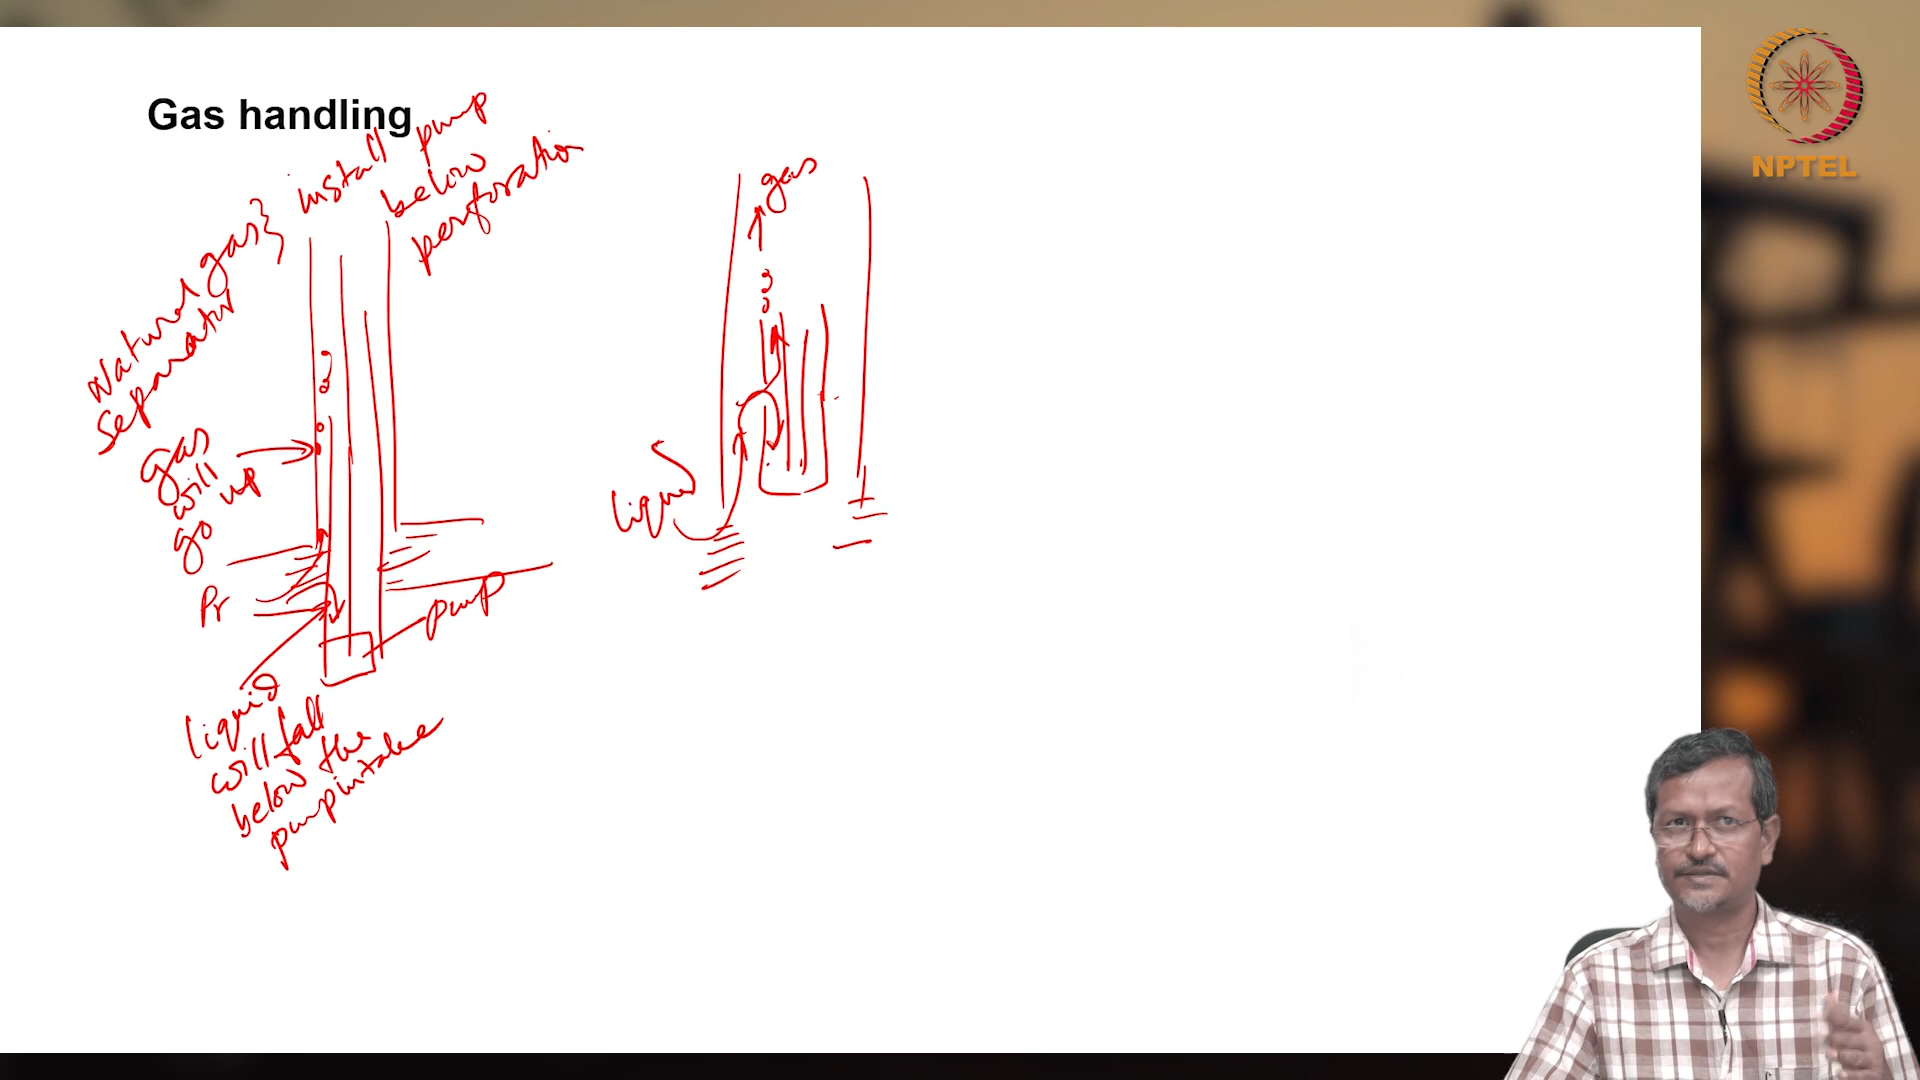 Gas handling
install pump
below
perforation
Natural gas}
separator
gas
will
go up
Pr
pump
liquid
will fall
below the
pump intake
gas
liquid
NPTEL